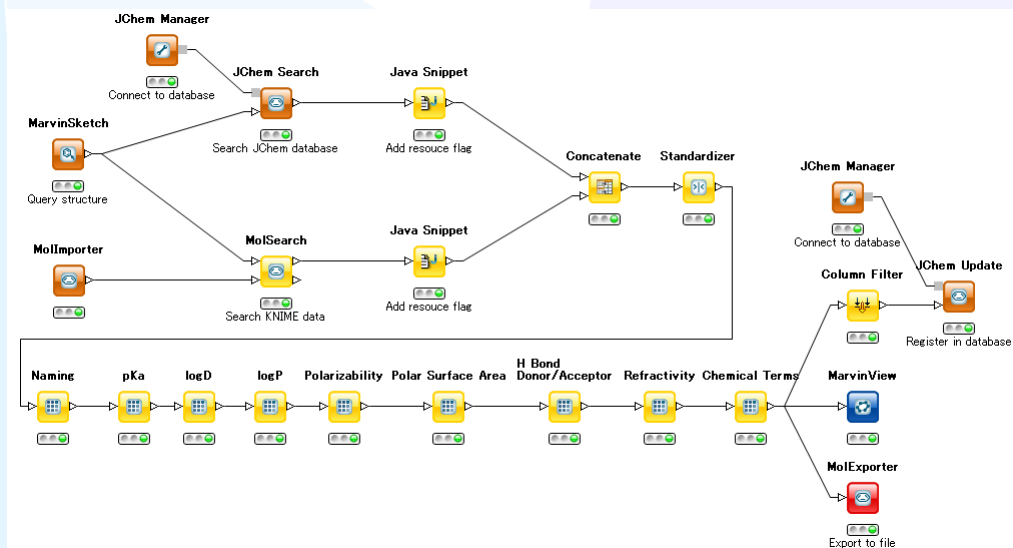 JChem Manager
Connect to database
JChem Search
Search JChem database
Java Snippet
Add resouce flag
MarvinSketch
Query structure
Concatenate
Standardizer
JChem Manager
Connect to database
MolImporter
MolSearch
Search KNIME data
Java Snippet
Add resouce flag
Column Filter
JChem Update
Register in database
Naming
pKa
logD
logP
Polarizability
Polar Surface Area
H Bond
Donor/Acceptor
Refractivity
Chemical Terms
MarvinView
MolExporter
Export to file